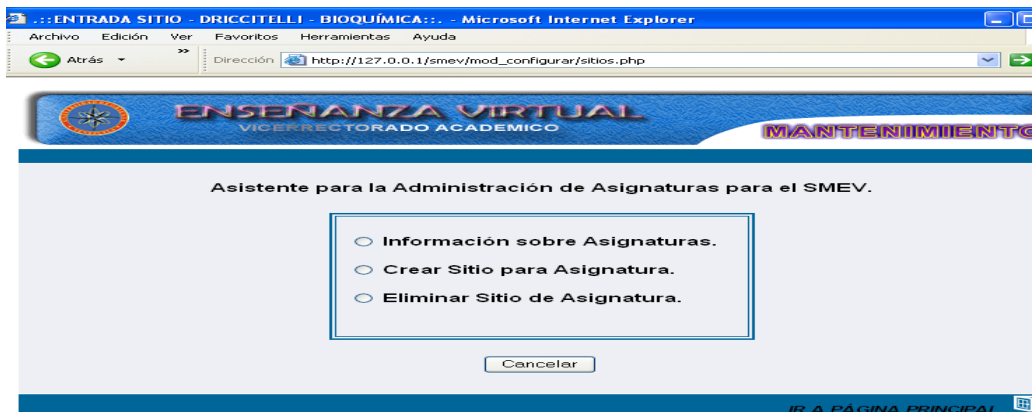 .::ENTRADA SITIO - DRICCITELLI - BIOQUÍMICA::. - Microsoft Internet Explorer
Archivo Edición Ver Favoritos Herramientas Ayuda
Atrás Dirección http://127.0.0.1/smev/mod_configurar/sitios.php
ENSEÑANZA VIRTUAL
VICERRECTORADO ACADEMICO
MANTENIMIENTO
Asistente para la Administración de Asignaturas para el SMEV.
Información sobre Asignaturas.
Crear Sitio para Asignatura.
Eliminar Sitio de Asignatura.
Cancelar
IR A PÁGINA PRINCIPAL